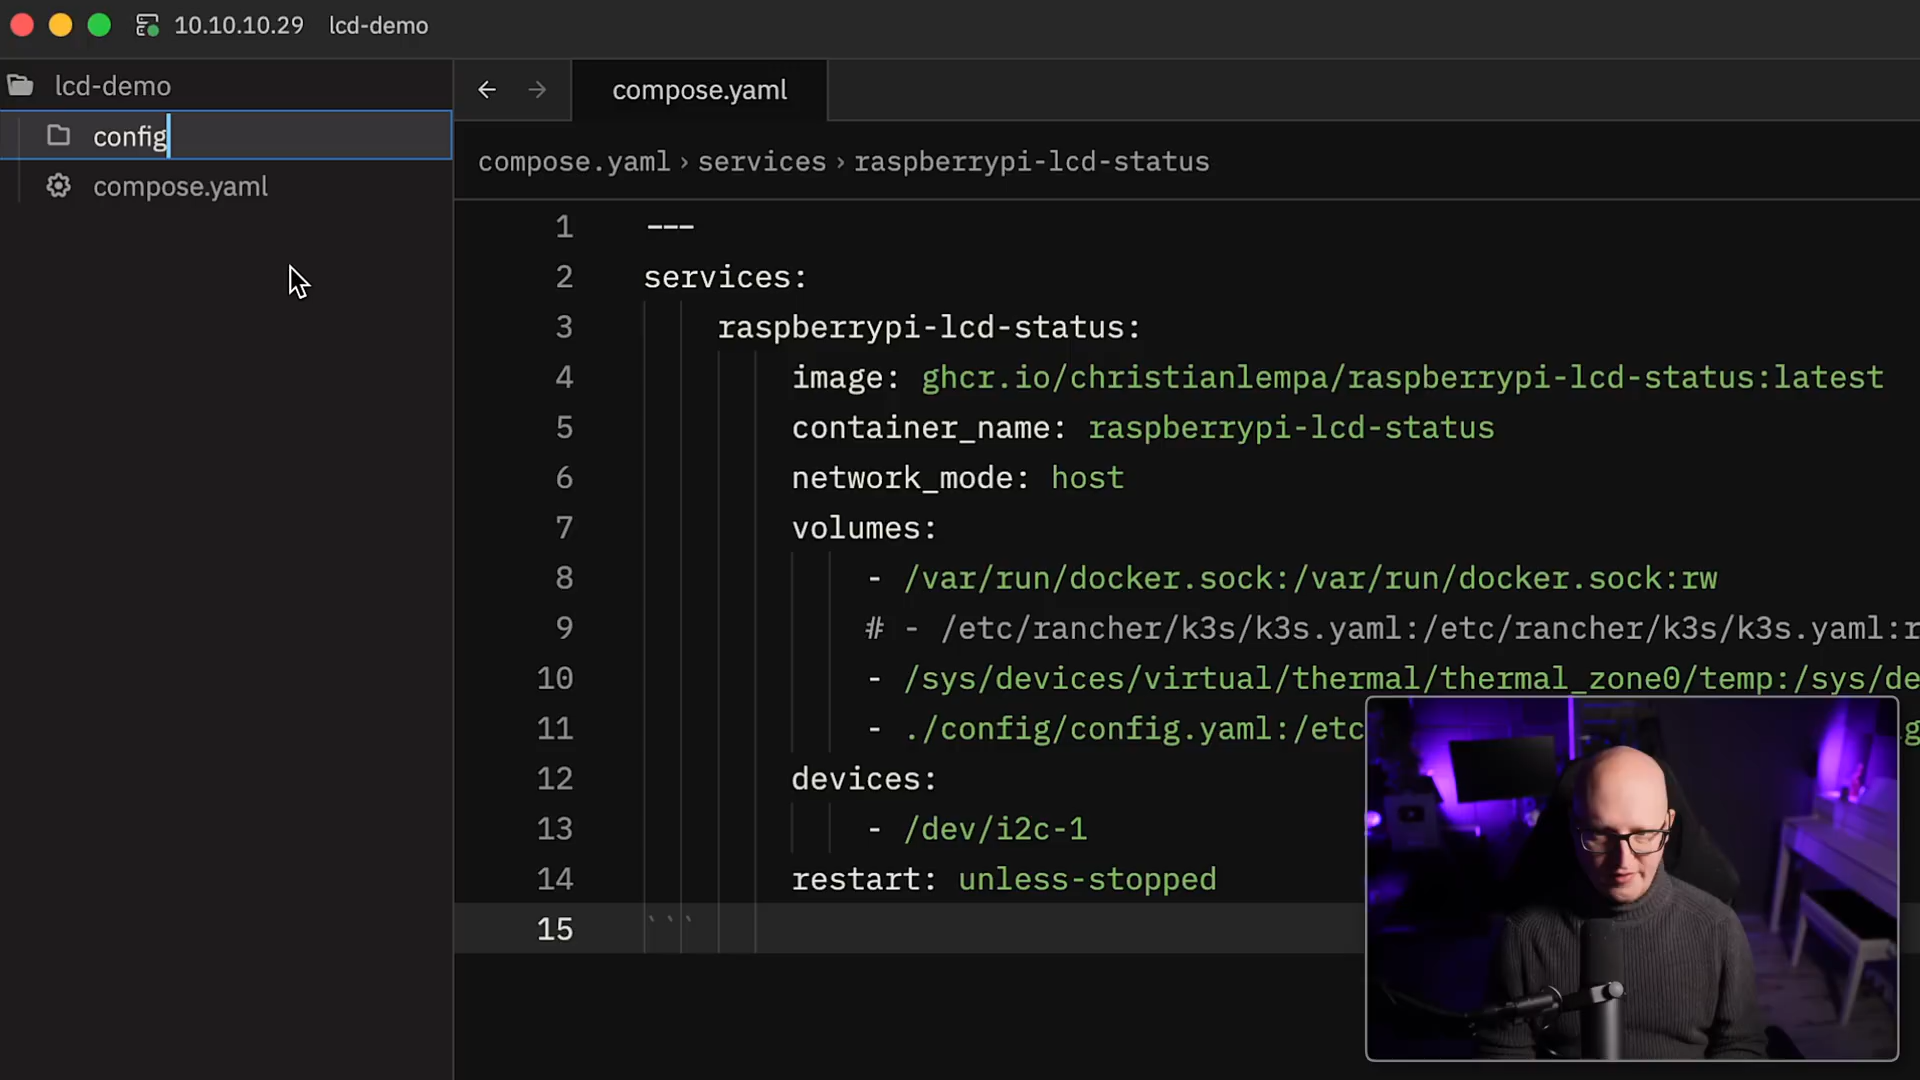 10.10.10.29 lcd-demo
lcd-demo
config
compose.yaml
compose.yaml
compose.yaml › services › raspberrypi-lcd-status
1 ---
2 services:
3 raspberrypi-lcd-status:
4 image: ghcr.io/christianlempa/raspberrypi-lcd-status:latest
5 container_name: raspberrypi-lcd-status
6 network_mode: host
7 volumes:
8 - /var/run/docker.sock:/var/run/docker.sock:rw
9 # - /etc/rancher/k3s/k3s.yaml:/etc/rancher/k3s/k3s.yaml:r
10 - /sys/devices/virtual/thermal/thermal_zone0/temp:/sys/de
11 - ./config/config.yaml:/etc g
12 devices:
13 - /dev/i2c-1
14 restart: unless-stopped
15 ```